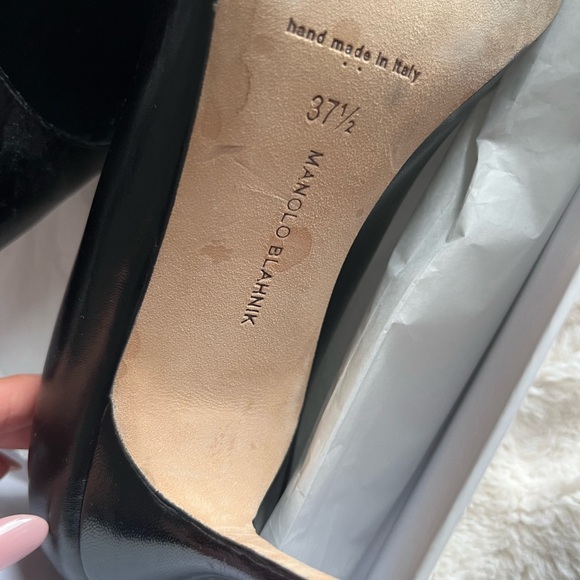 hand made in Italy
37½
MANOLO BLAHNIK